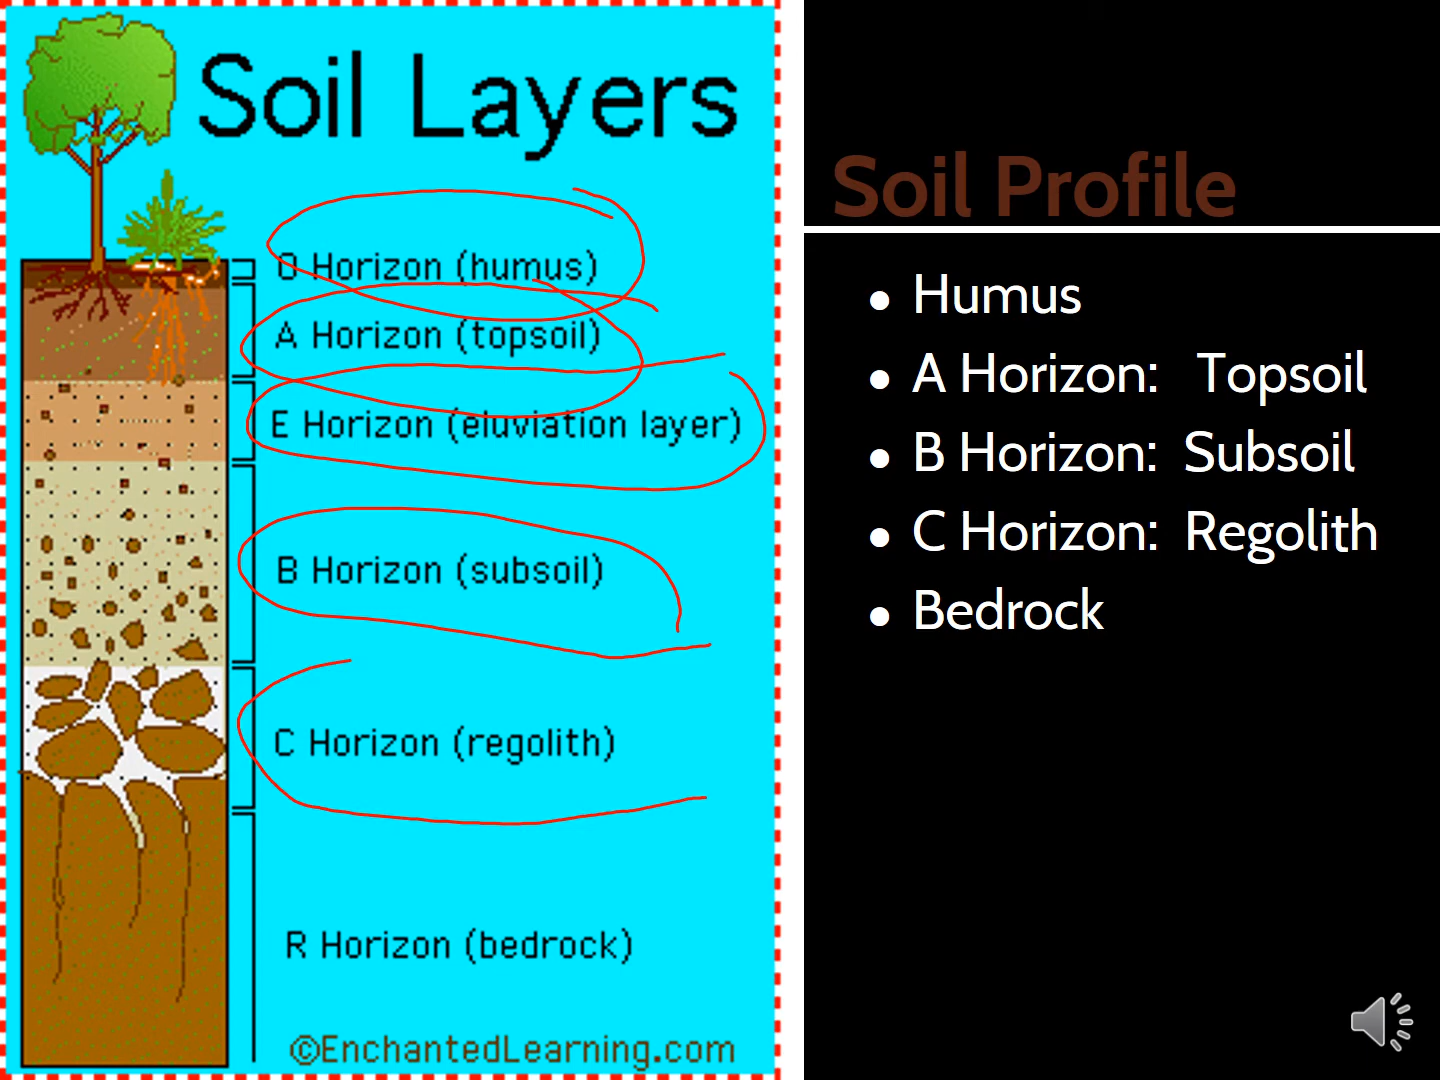 Soil Layers
O Horizon (humus)
A Horizon (topsoil)
E Horizon (eluviation layer)
B Horizon (subsoil)
C Horizon (regolith)
R Horizon (bedrock)
©EnchantedLearning.com
Soil Profile
• Humus
• A Horizon: Topsoil
• B Horizon: Subsoil
• C Horizon: Regolith
• Bedrock